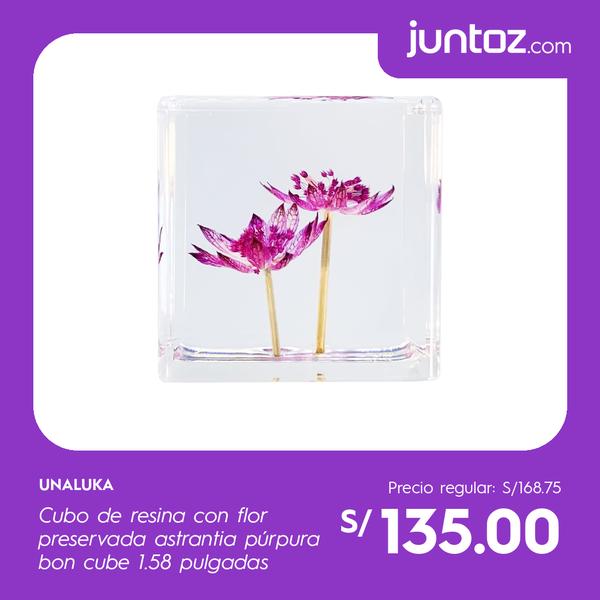 juntoz.com
UNALUKA
Cubo de resina con flor
preservada astrantia púrpura
bon cube 1.58 pulgadas
Precio regular: S/168.75
S/ 135.00